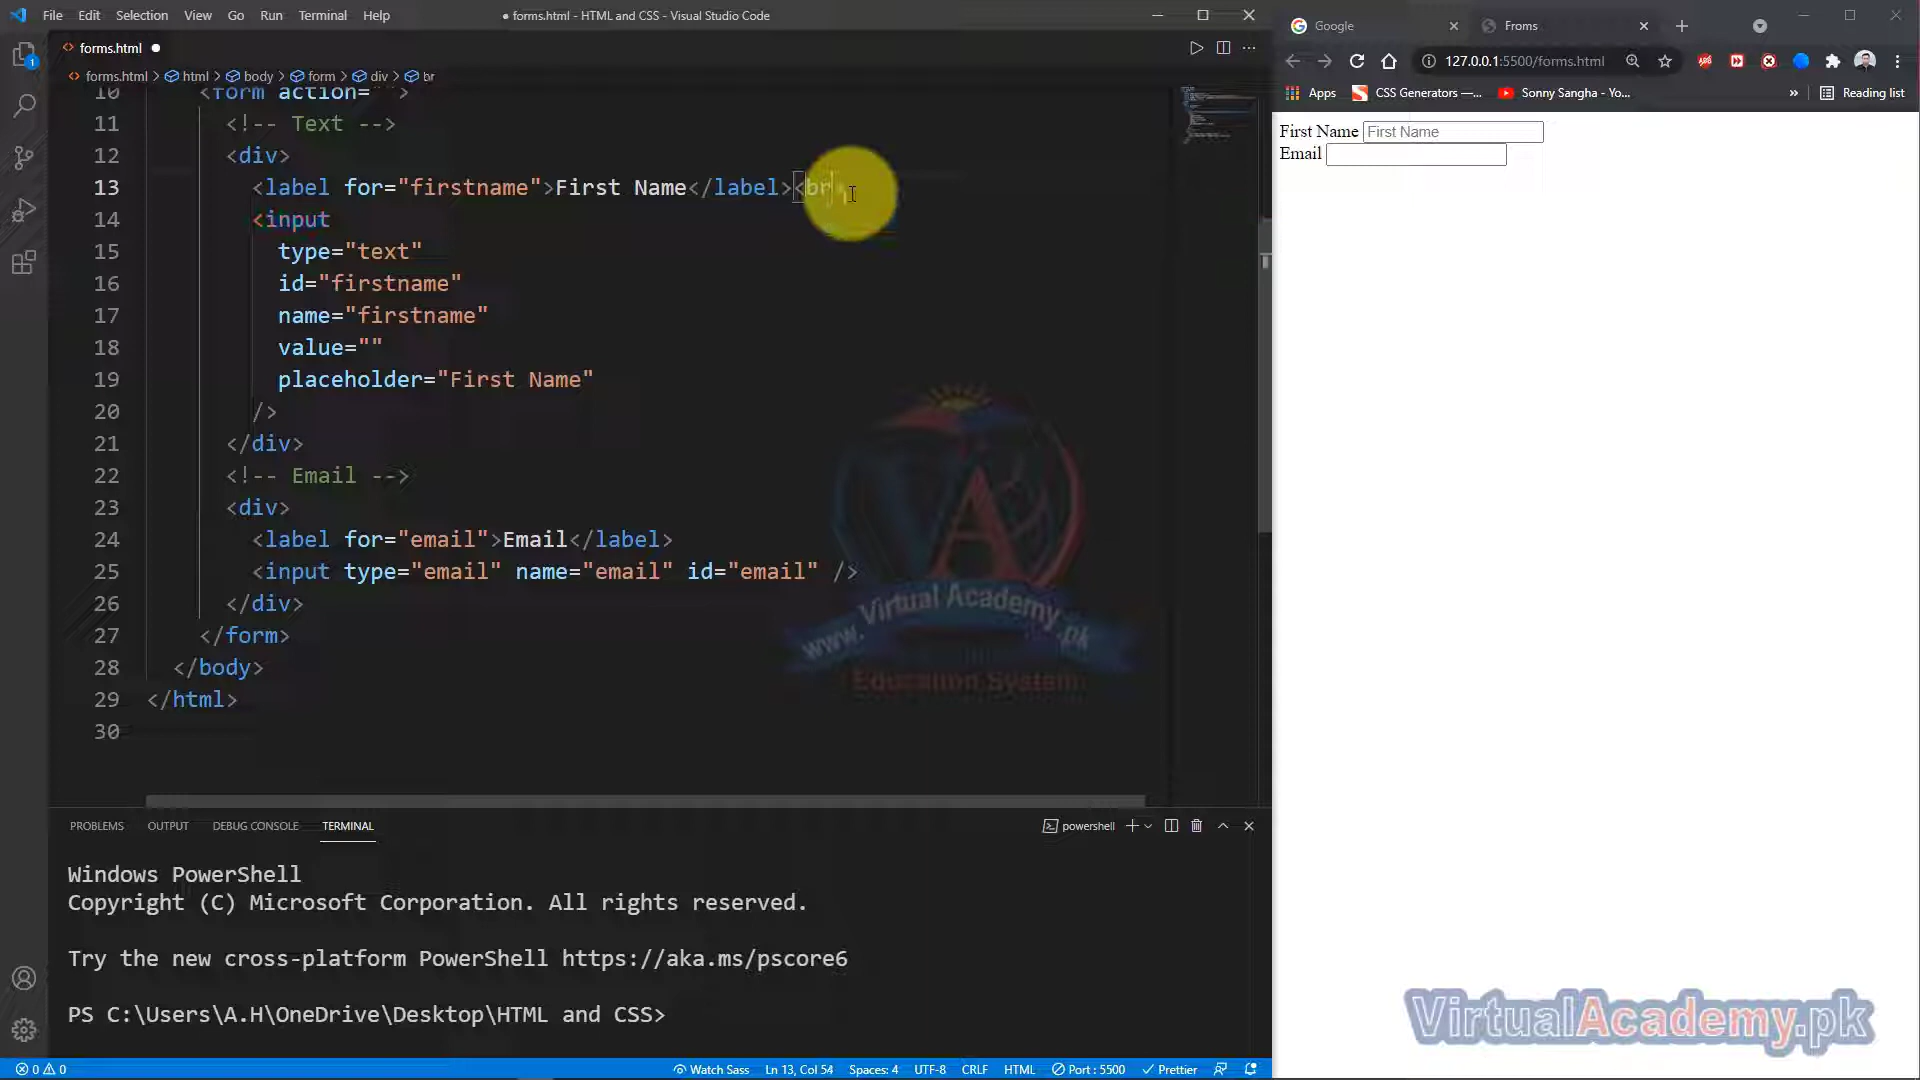 File Edit Selection View Go Run Terminal Help
● forms.html - HTML and CSS - Visual Studio Code
forms.html ●
forms.html > html > body > form > div > br
10 <form action="">
11 <!-- Text -->
12 <div>
13 <label for="firstname">First Name</label><br
14 <input
15 type="text"
16 id="firstname"
17 name="firstname"
18 value=""
19 placeholder="First Name"
20 />
21 </div>
22 <!-- Email -->
23 <div>
24 <label for="email">Email</label>
25 <input type="email" name="email" id="email" />
26 </div>
27 </form>
28 </body>
29 </html>
30
VA
www.Virtual Academy.pk
Education System
PROBLEMS OUTPUT DEBUG CONSOLE TERMINAL
powershell
Windows PowerShell
Copyright (C) Microsoft Corporation. All rights reserved.
Try the new cross-platform PowerShell https://aka.ms/pscore6
PS C:\Users\A.H\OneDrive\Desktop\HTML and CSS>
0 0 Watch Sass Ln 13, Col 54 Spaces: 4 UTF-8 CRLF HTML Port : 5500 Prettier
Google Froms
127.0.0.1:5500/forms.html
Apps CSS Generators —... Sonny Sangha - Yo... » Reading list
First Name First Name
Email
VirtualAcademy.pk